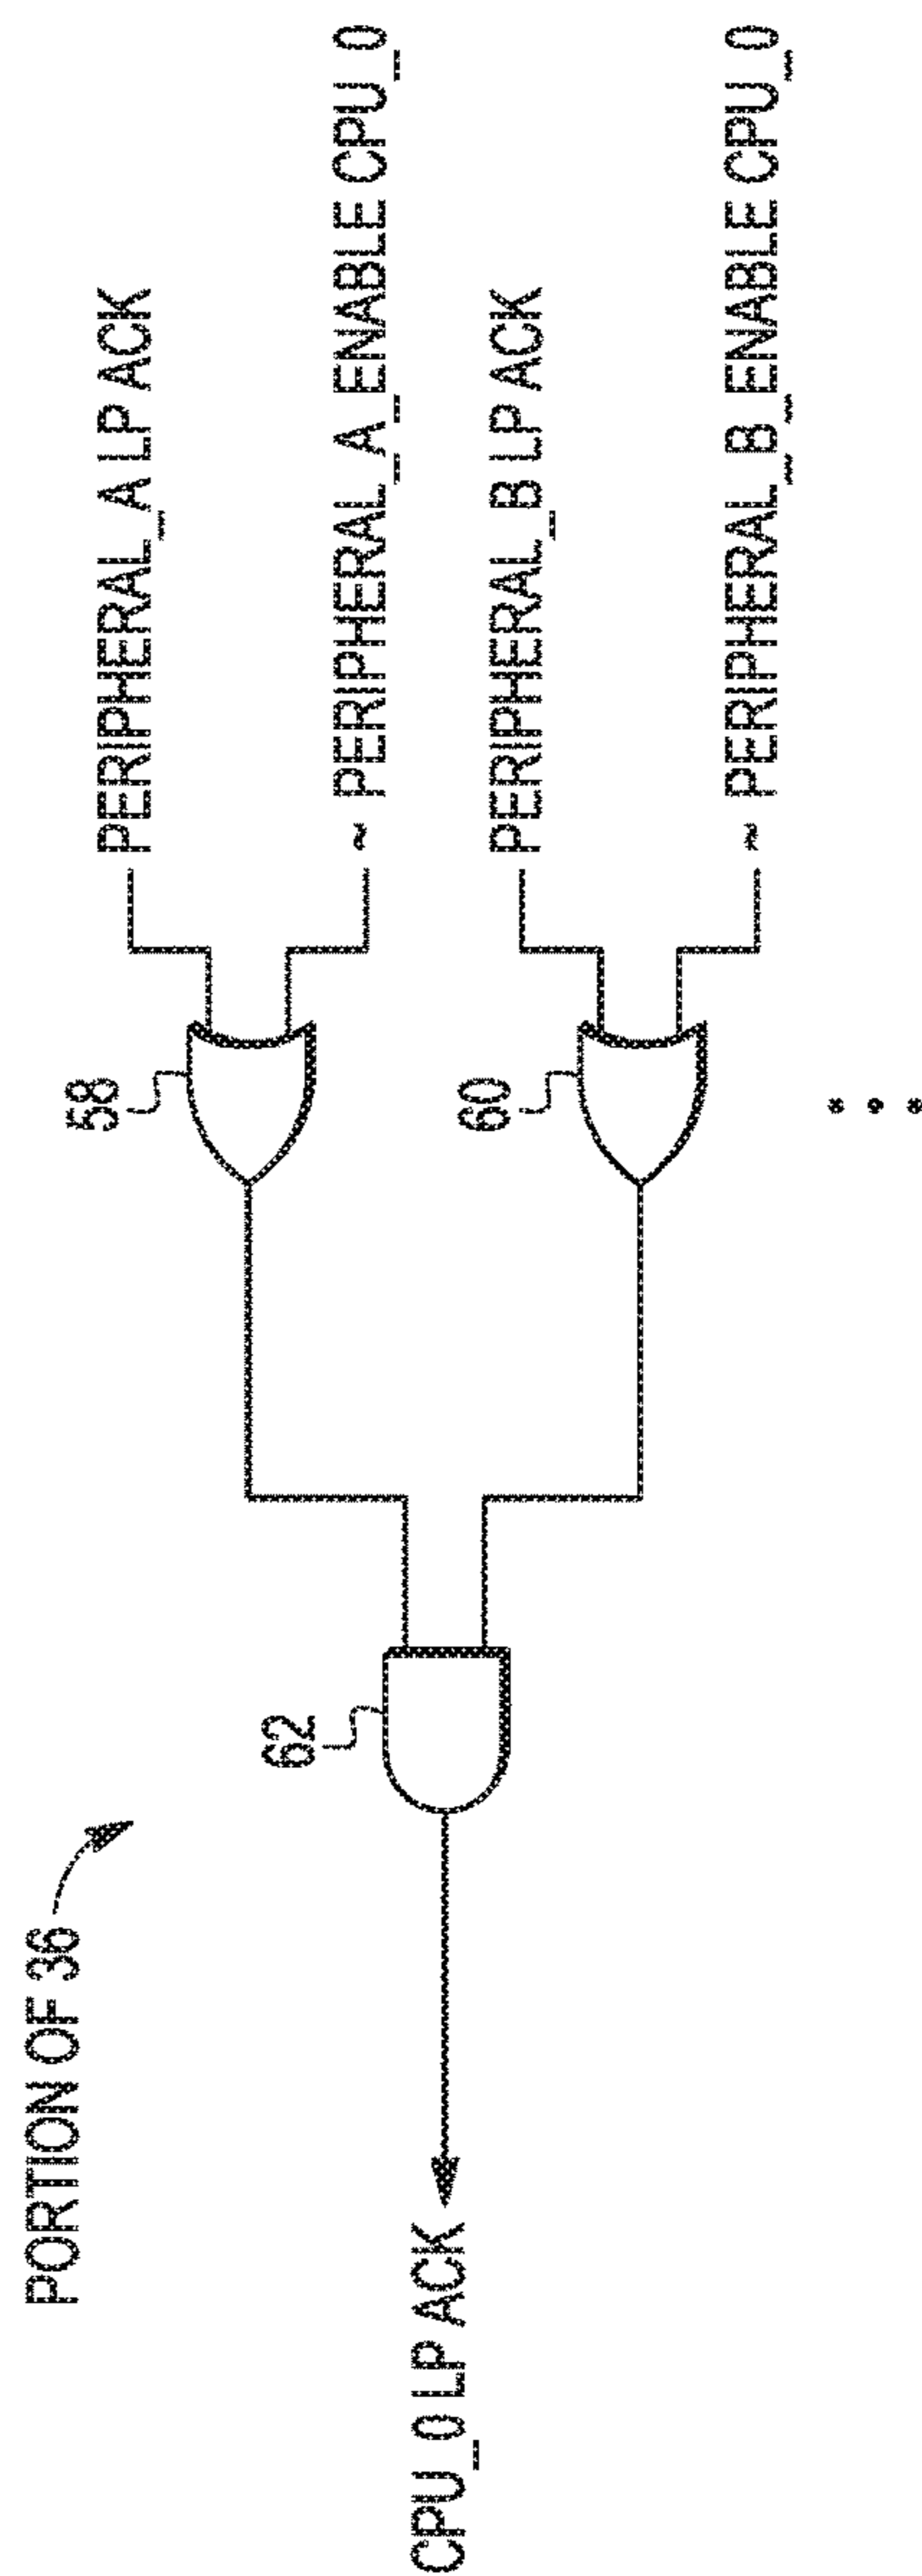 PORTION OF 36
CPU_0 LP ACK
62
58
PERIPHERAL_A LP ACK
~ PERIPHERAL_A_ENABLE CPU_0
60
PERIPHERAL_B LP ACK
~ PERIPHERAL_B_ENABLE CPU_0